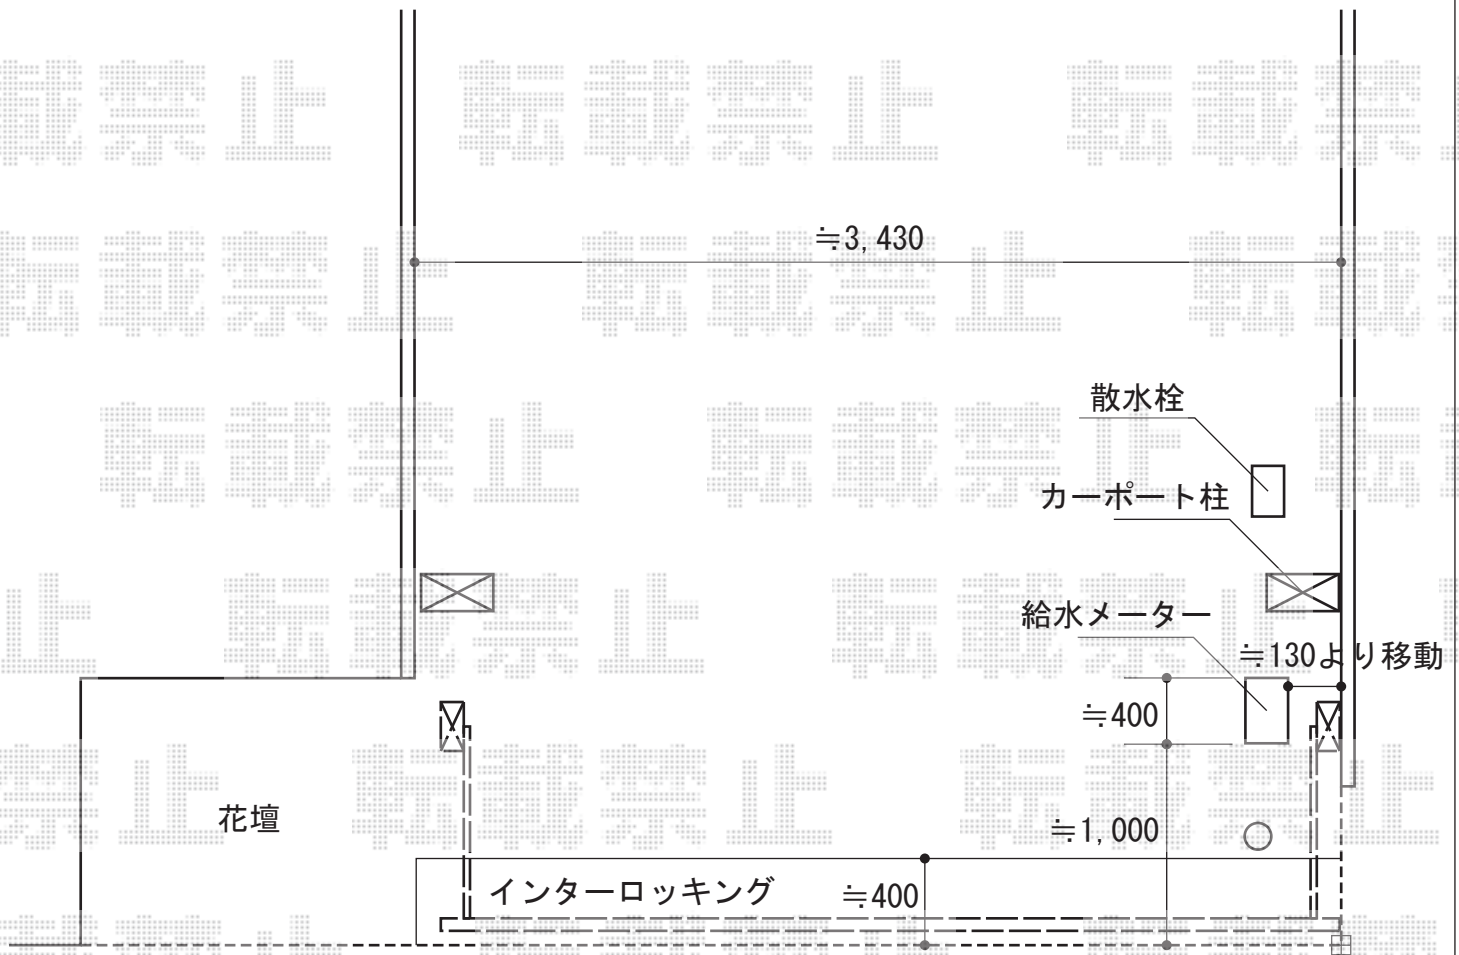 ≒3,430
散水栓
カーポート柱
給水メーター
≒130より移動
≒400
花壇
≒1,000
インターロッキング
≒400
転載禁止